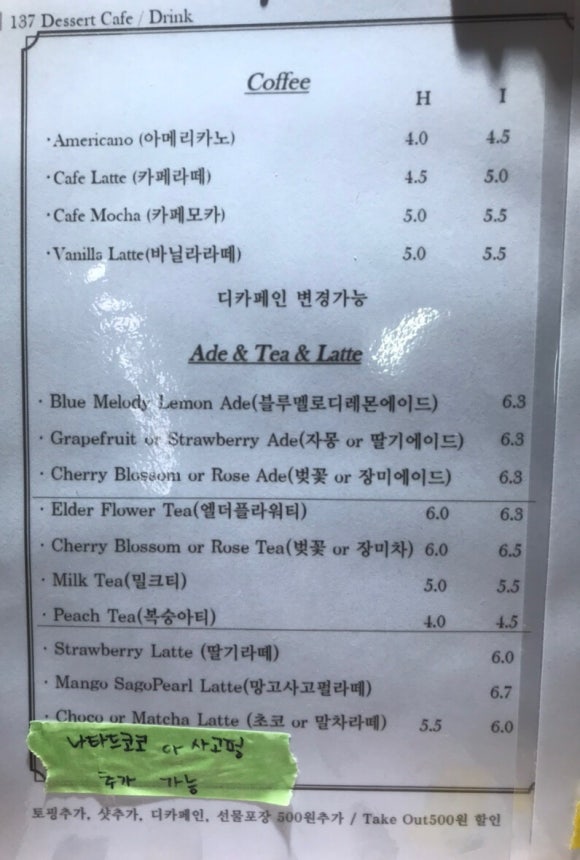 137 Dessert Cafe / Drink
Coffee
H I
·Americano (아메리카노) 4.0 4.5
·Cafe Latte (카페라떼) 4.5 5.0
·Cafe Mocha (카페모카) 5.0 5.5
·Vanilla Latte(바닐라라떼) 5.0 5.5
디카페인 변경가능
Ade & Tea & Latte
· Blue Melody Lemon Ade(블루멜로디레몬에이드) 6.3
· Grapefruit or Strawberry Ade(자몽 or 딸기에이드) 6.3
· Cherry Blossom or Rose Ade(벚꽃 or 장미에이드) 6.3
· Elder Flower Tea(엘더플라워티) 6.0 6.3
· Cherry Blossom or Rose Tea(벚꽃 or 장미차) 6.0 6.5
· Milk Tea(밀크티) 5.0 5.5
· Peach Tea(복숭아티) 4.0 4.5
· Strawberry Latte (딸기라떼) 6.0
· Mango SagoPearl Latte(망고사고펄라떼) 6.7
· Choco or Matcha Latte (초코 or 말차라떼) 5.5 6.0
나타드코코 or 사고펄
추가 가능
토핑추가, 샷추가, 디카페인, 선물포장 500원추가 / Take Out500원 할인